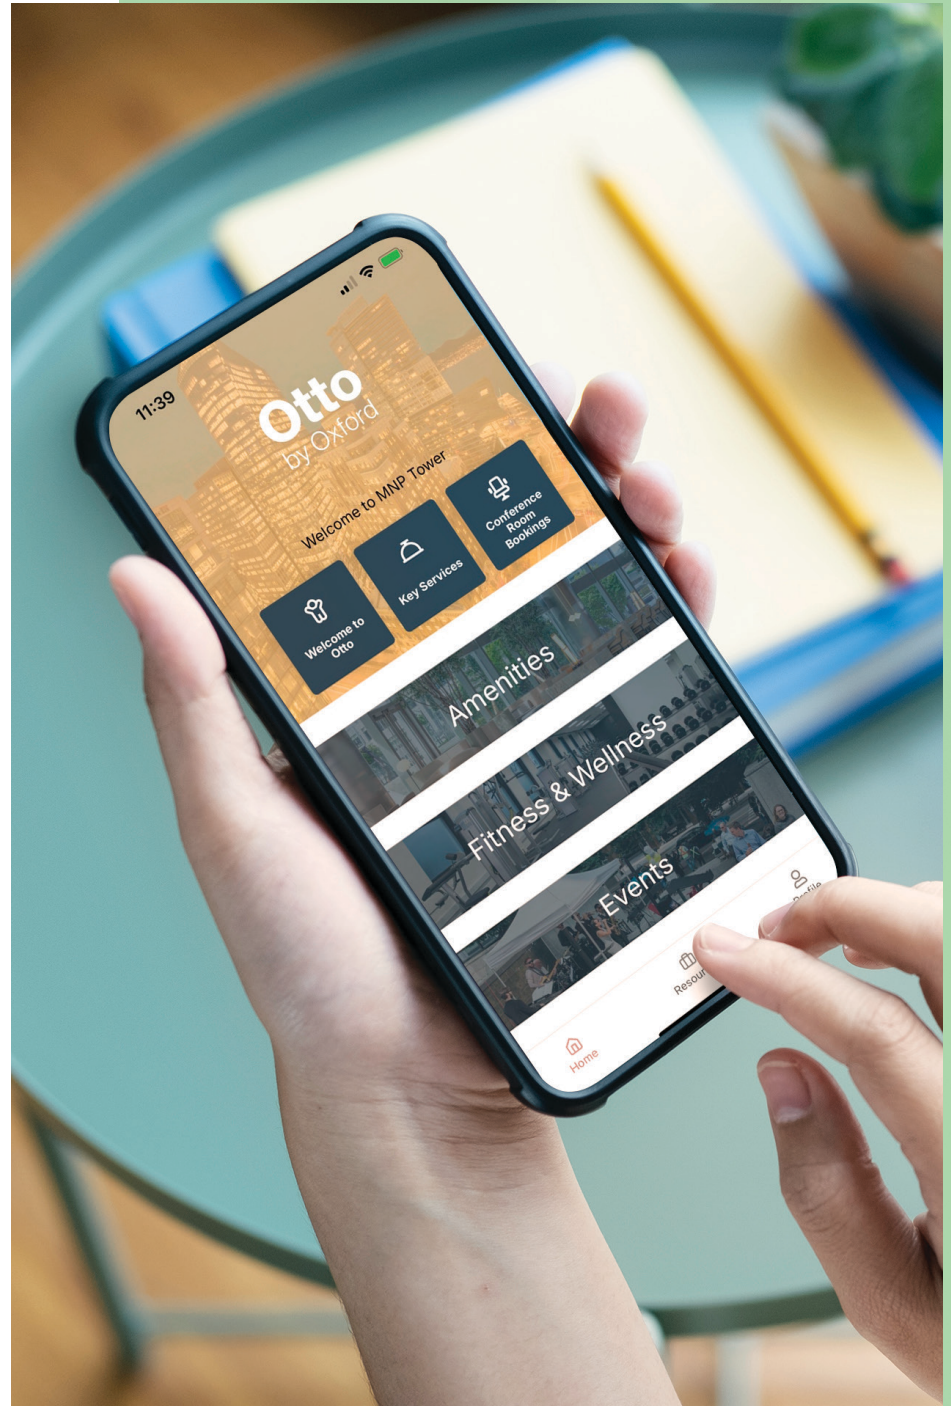 11:39
Otto
by Oxford
Welcome to MNP Tower
Welcome to
Otto
Key Services
Conference
Room
Bookings
Amenities
Fitness & Wellness
Events
Home